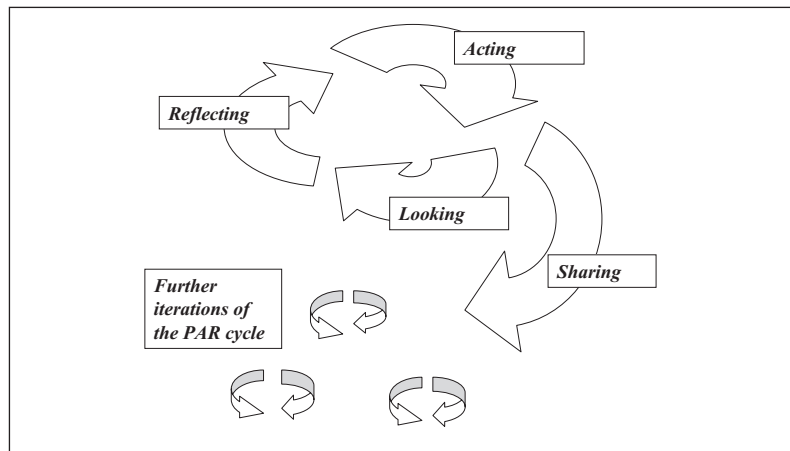 Acting
Reflecting
Looking
Sharing
Further
iterations of
the PAR cycle